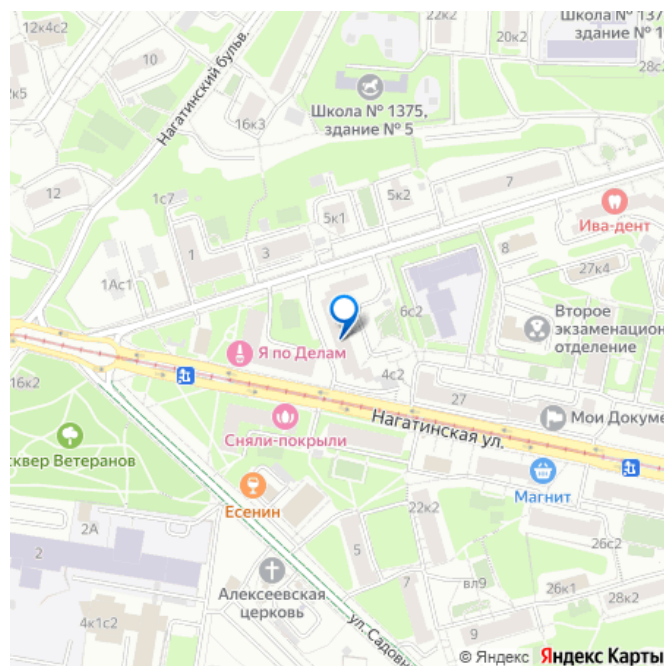 12к4с2
22к2
Школа № 137
здание № 1
20к2
28с2
10
к5
Нагатинский бульв.
16к3
Школа № 1375,
здание № 5
12
1с7
5к2
7
5к1
Ива-дент
3
1
8
27к4
1Ас1
6с2
Второе
экзаменацион
отделение
Я по Делам
4с2
16к2
27
Мои Докуме
Нагатинская ул.
Сняли-покрыли
сквер Ветеранов
Магнит
Есенин
22к2
2А
5
26с2
2
7
вл9
Алексеевская
церковь
26к1
28к2
4к1с2
ул. Садовн
9
© Яндекс Яндекс Карты